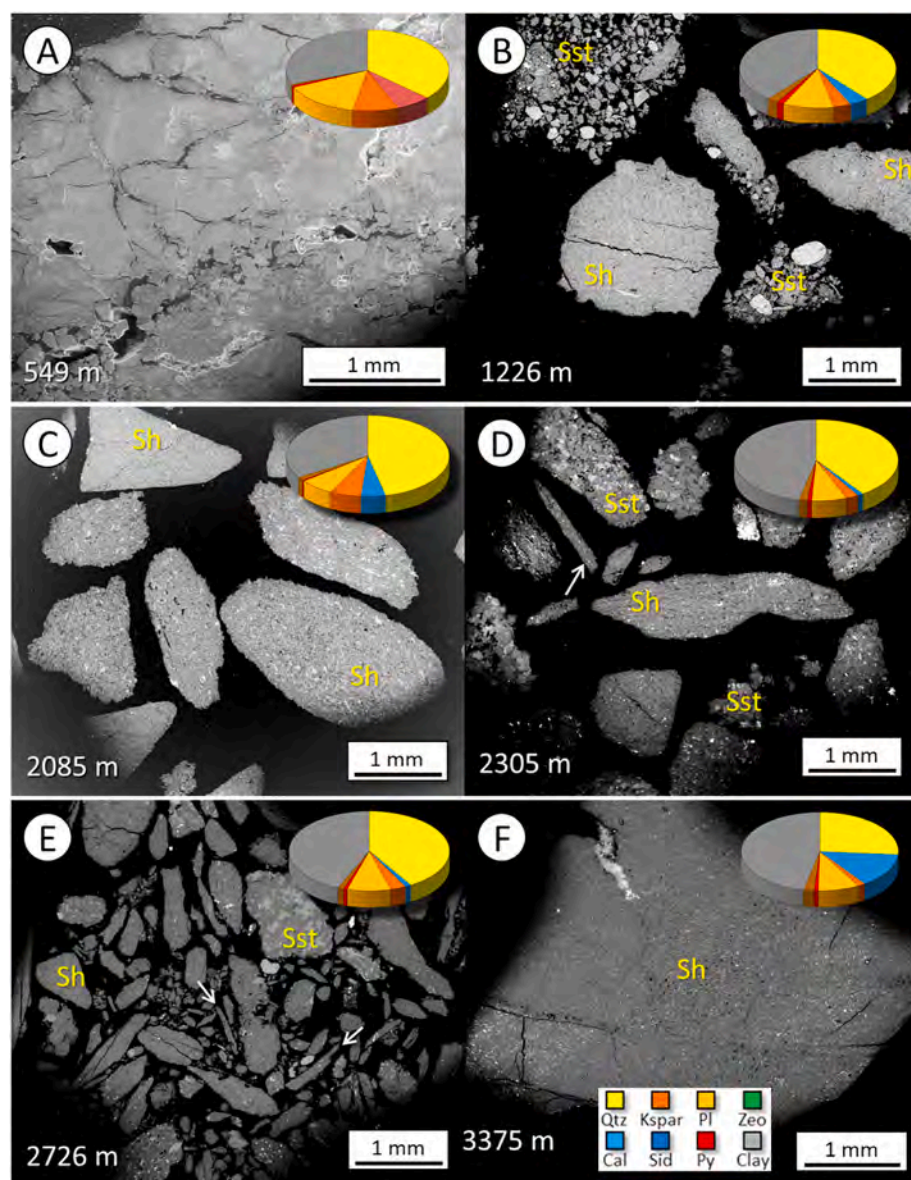 A
549 m
1 mm
B
Sst
Sh
Sh
Sst
1226 m
1 mm
C
Sh
Sh
2085 m
1 mm
D
Sst
Sh
Sst
2305 m
1 mm
E
Sst
Sh
2726 m
1 mm
F
Sh
3375 m
Qtz Kspar Pl Zeo
Cal Sid Py Clay
1 mm